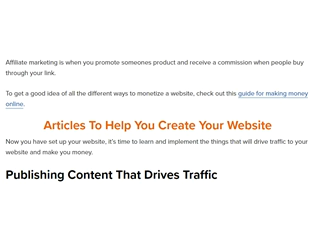 Affiliate marketing is when you promote someones product and receive a commission when people buy
through your link.
To get a good idea of all the different ways to monetize a website, check out this guide for making money
online.
Articles To Help You Create Your Website
Now you have set up your website, it's time to learn and implement the things that will drive traffic to your
website and make you money.
Publishing Content That Drives Traffic